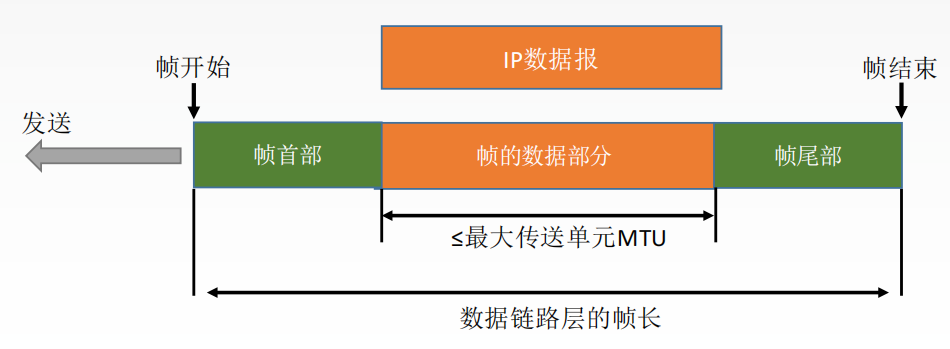 IP数据报
帧开始
帧结束
发送
帧首部
帧的数据部分
帧尾部
≤最大传送单元MTU
数据链路层的帧长